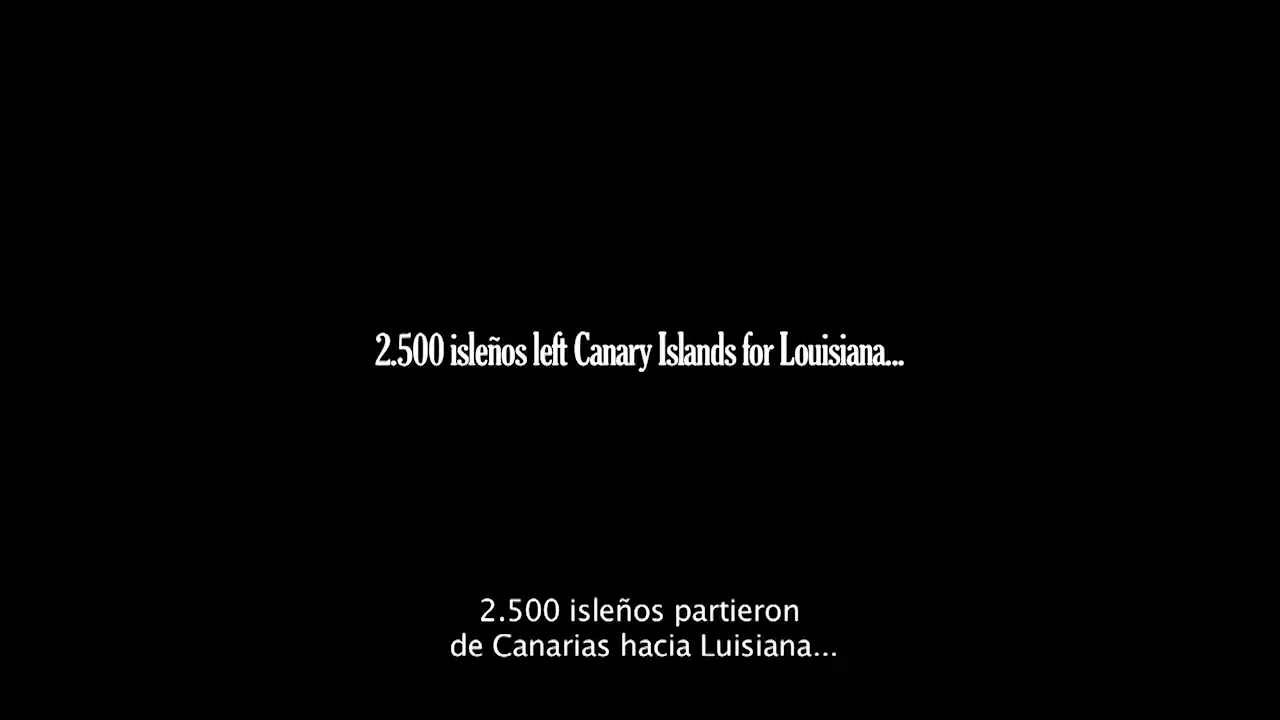 2.500 isleños left Canary Islands for Louisiana...
2.500 isleños partieron
de Canarias hacia Luisiana...